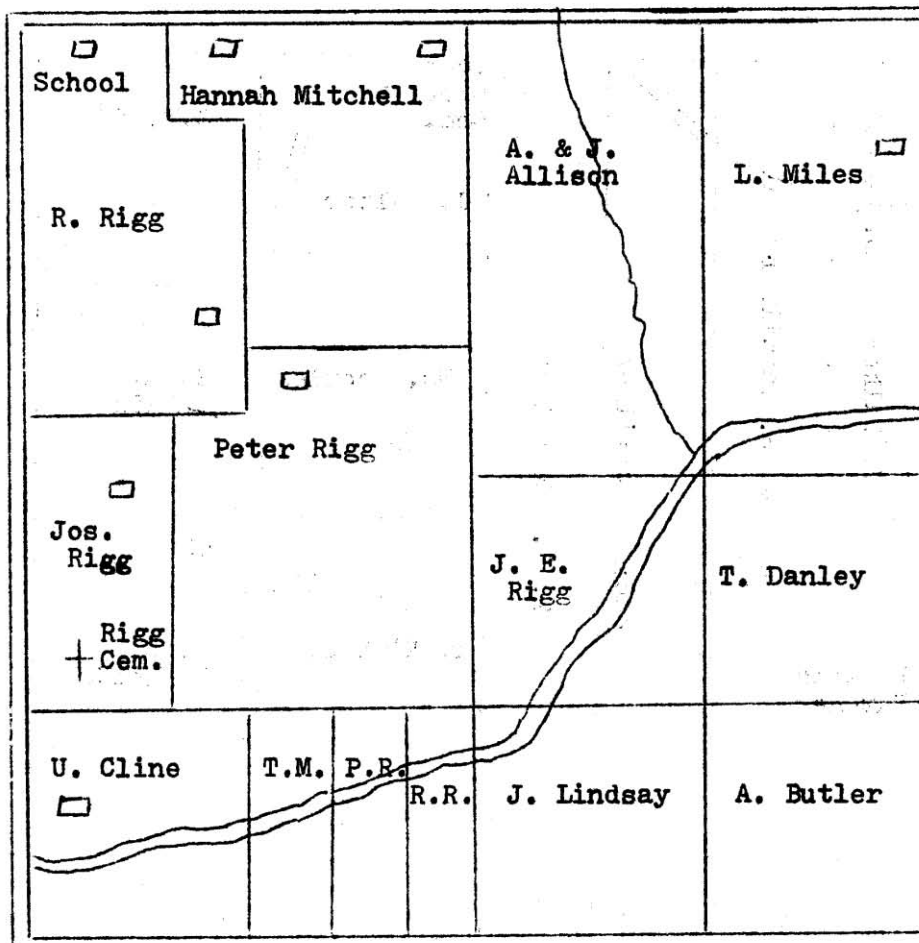 School
Hannah Mitchell
A. & J.
Allison
L. Miles
R. Rigg
Peter Rigg
Jos.
Rigg
J. E.
Rigg
T. Danley
Rigg
Cem.
U. Cline
T.M.
P.R.
R.R.
J. Lindsay
A. Butler